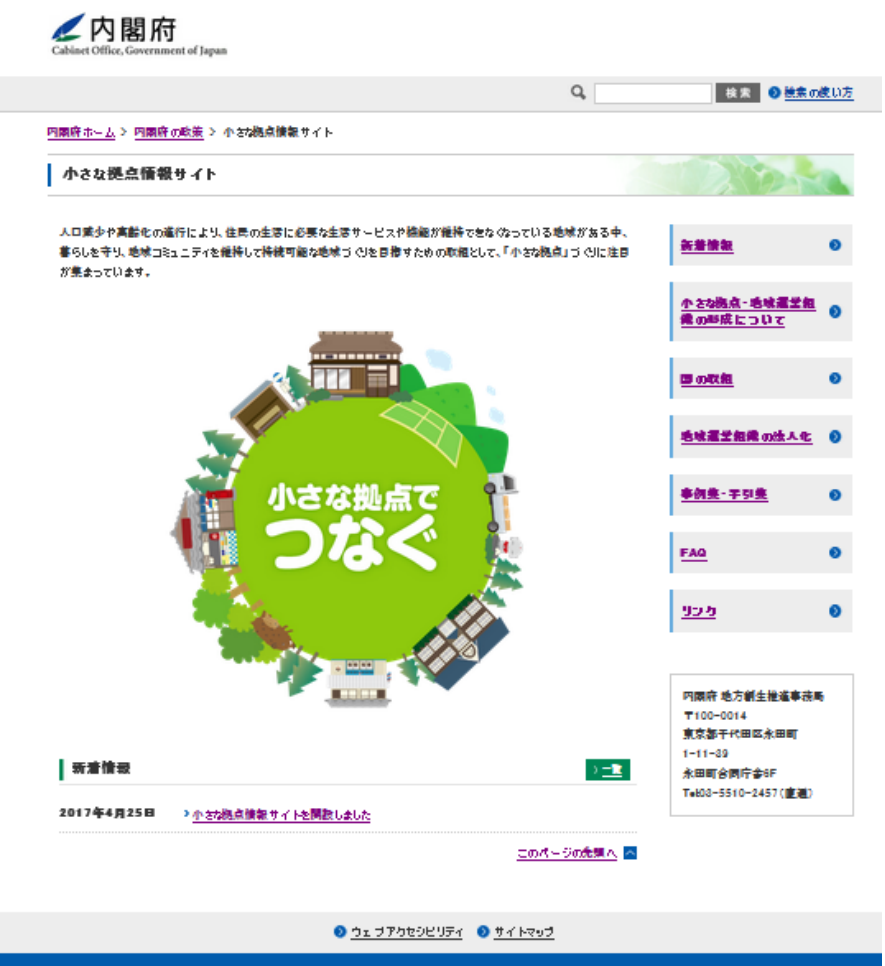 内閣府
Cabinet Office, Government of Japan
検索
検索の使い方
内閣府ホーム > 内閣府の政策 > 小さな拠点情報サイト
小さな拠点情報サイト
人口減少や高齢化の進行により、住民の生活に必要な生活サービスや機能が維持できなくなっている地域がある中、
暮らしを守り、地域コミュニティを維持して持続可能な地域づくりを目指すための取組として、「小さな拠点」づくりに注目
が集まっています。
小さな拠点で
つなぐ
新着情報
一覧
2017年4月25日
小さな拠点情報サイトを開設しました
このページの先頭へ
新着情報
小さな拠点・地域運営組
織の形成について
国の取組
地域運営組織の法人化
事例集・手引集
FAQ
リンク
内閣府 地方創生推進事務局
〒100-0014
東京都千代田区永田町
1-11-39
永田町合同庁舎6F
Tel03-5510-2457(直通)
ウェブアクセシビリティ
サイトマップ